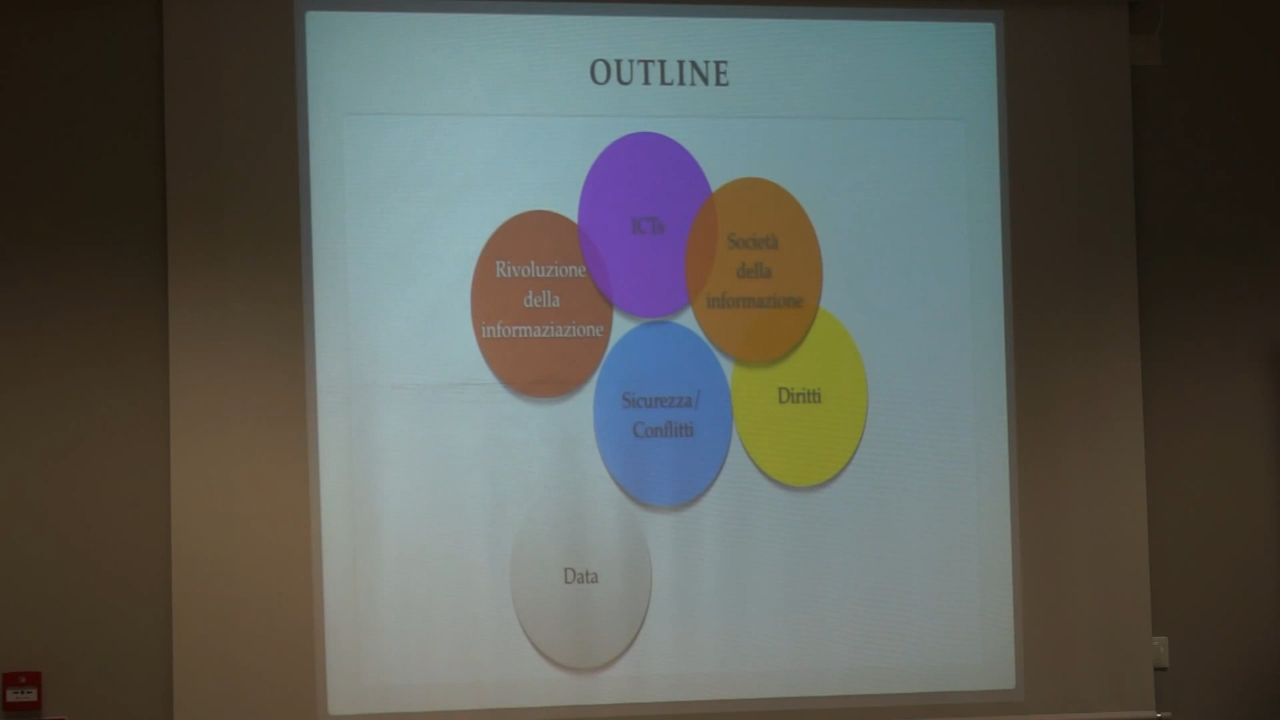 OUTLINE
ICTs
Rivoluzione
della
informaziazione
Società
della
informazione
Sicurezza/
Conflitti
Diritti
Data